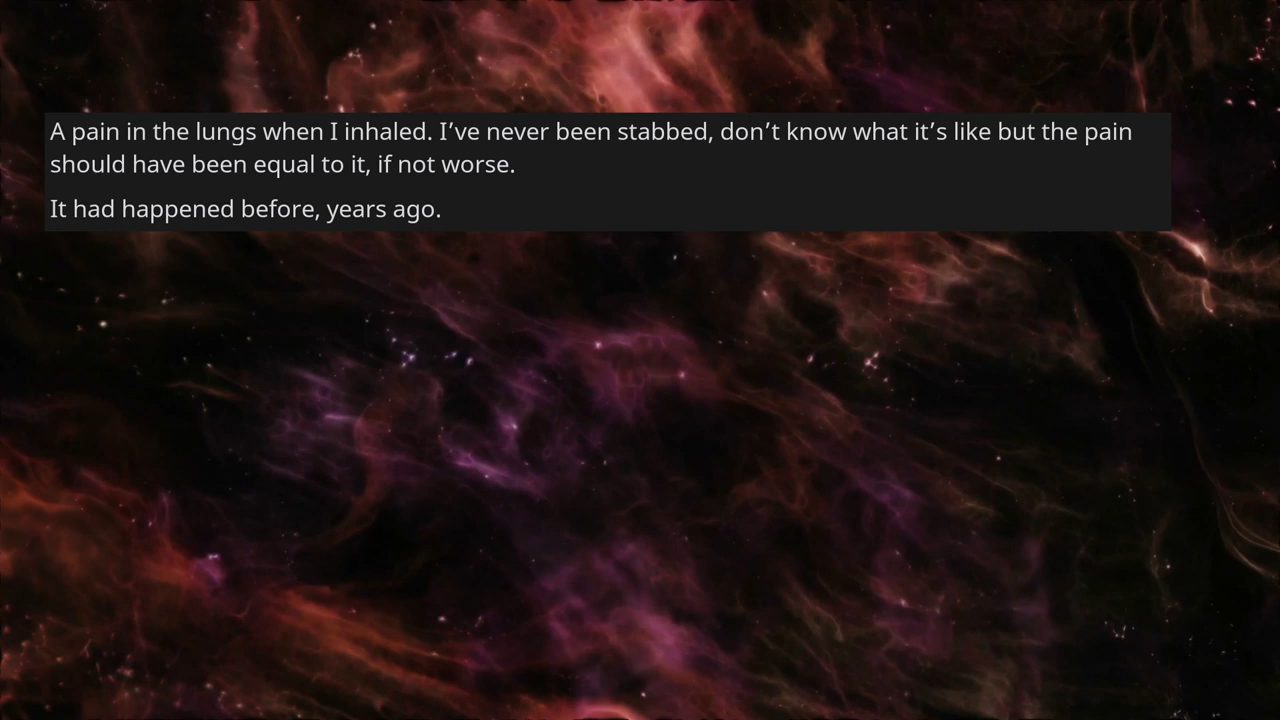 A pain in the lungs when I inhaled. I’ve never been stabbed, don’t know what it’s like but the pain
should have been equal to it, if not worse.
It had happened before, years ago.